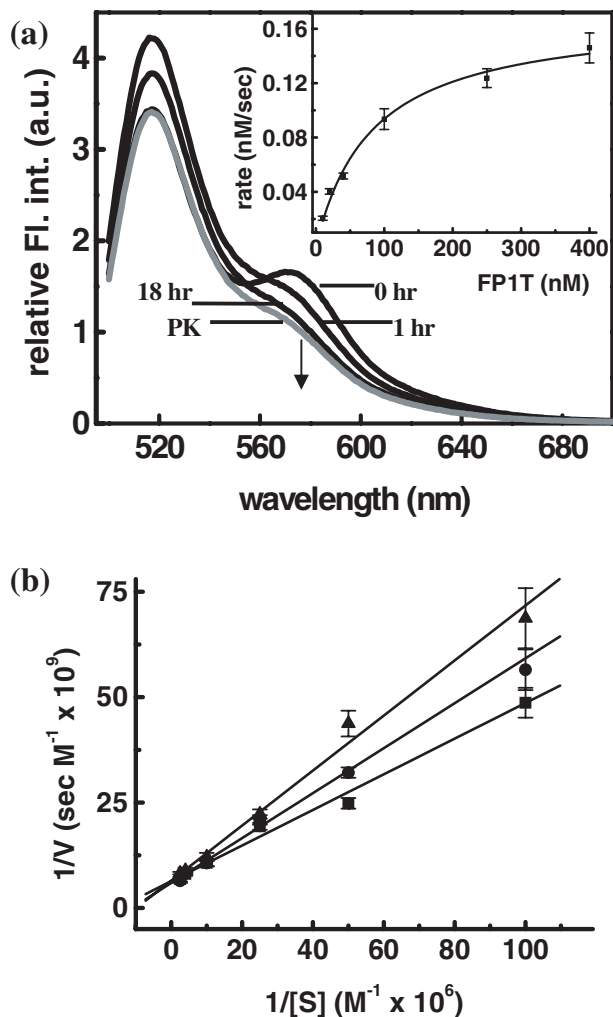 (a)
relative Fl. int. (a.u.)
4
3
2
1
0
520
560
600
640
680
wavelength (nm)
18 hr
PK
0 hr
1 hr
rate (nM/sec)
0.16
0.12
0.08
0.04
0
100
200
300
400
FP1T (nM)
(b)
1/V (sec M⁻¹ x 10⁹)
75
50
25
0
0
20
40
60
80
100
1/[S] (M⁻¹ x 10⁶)